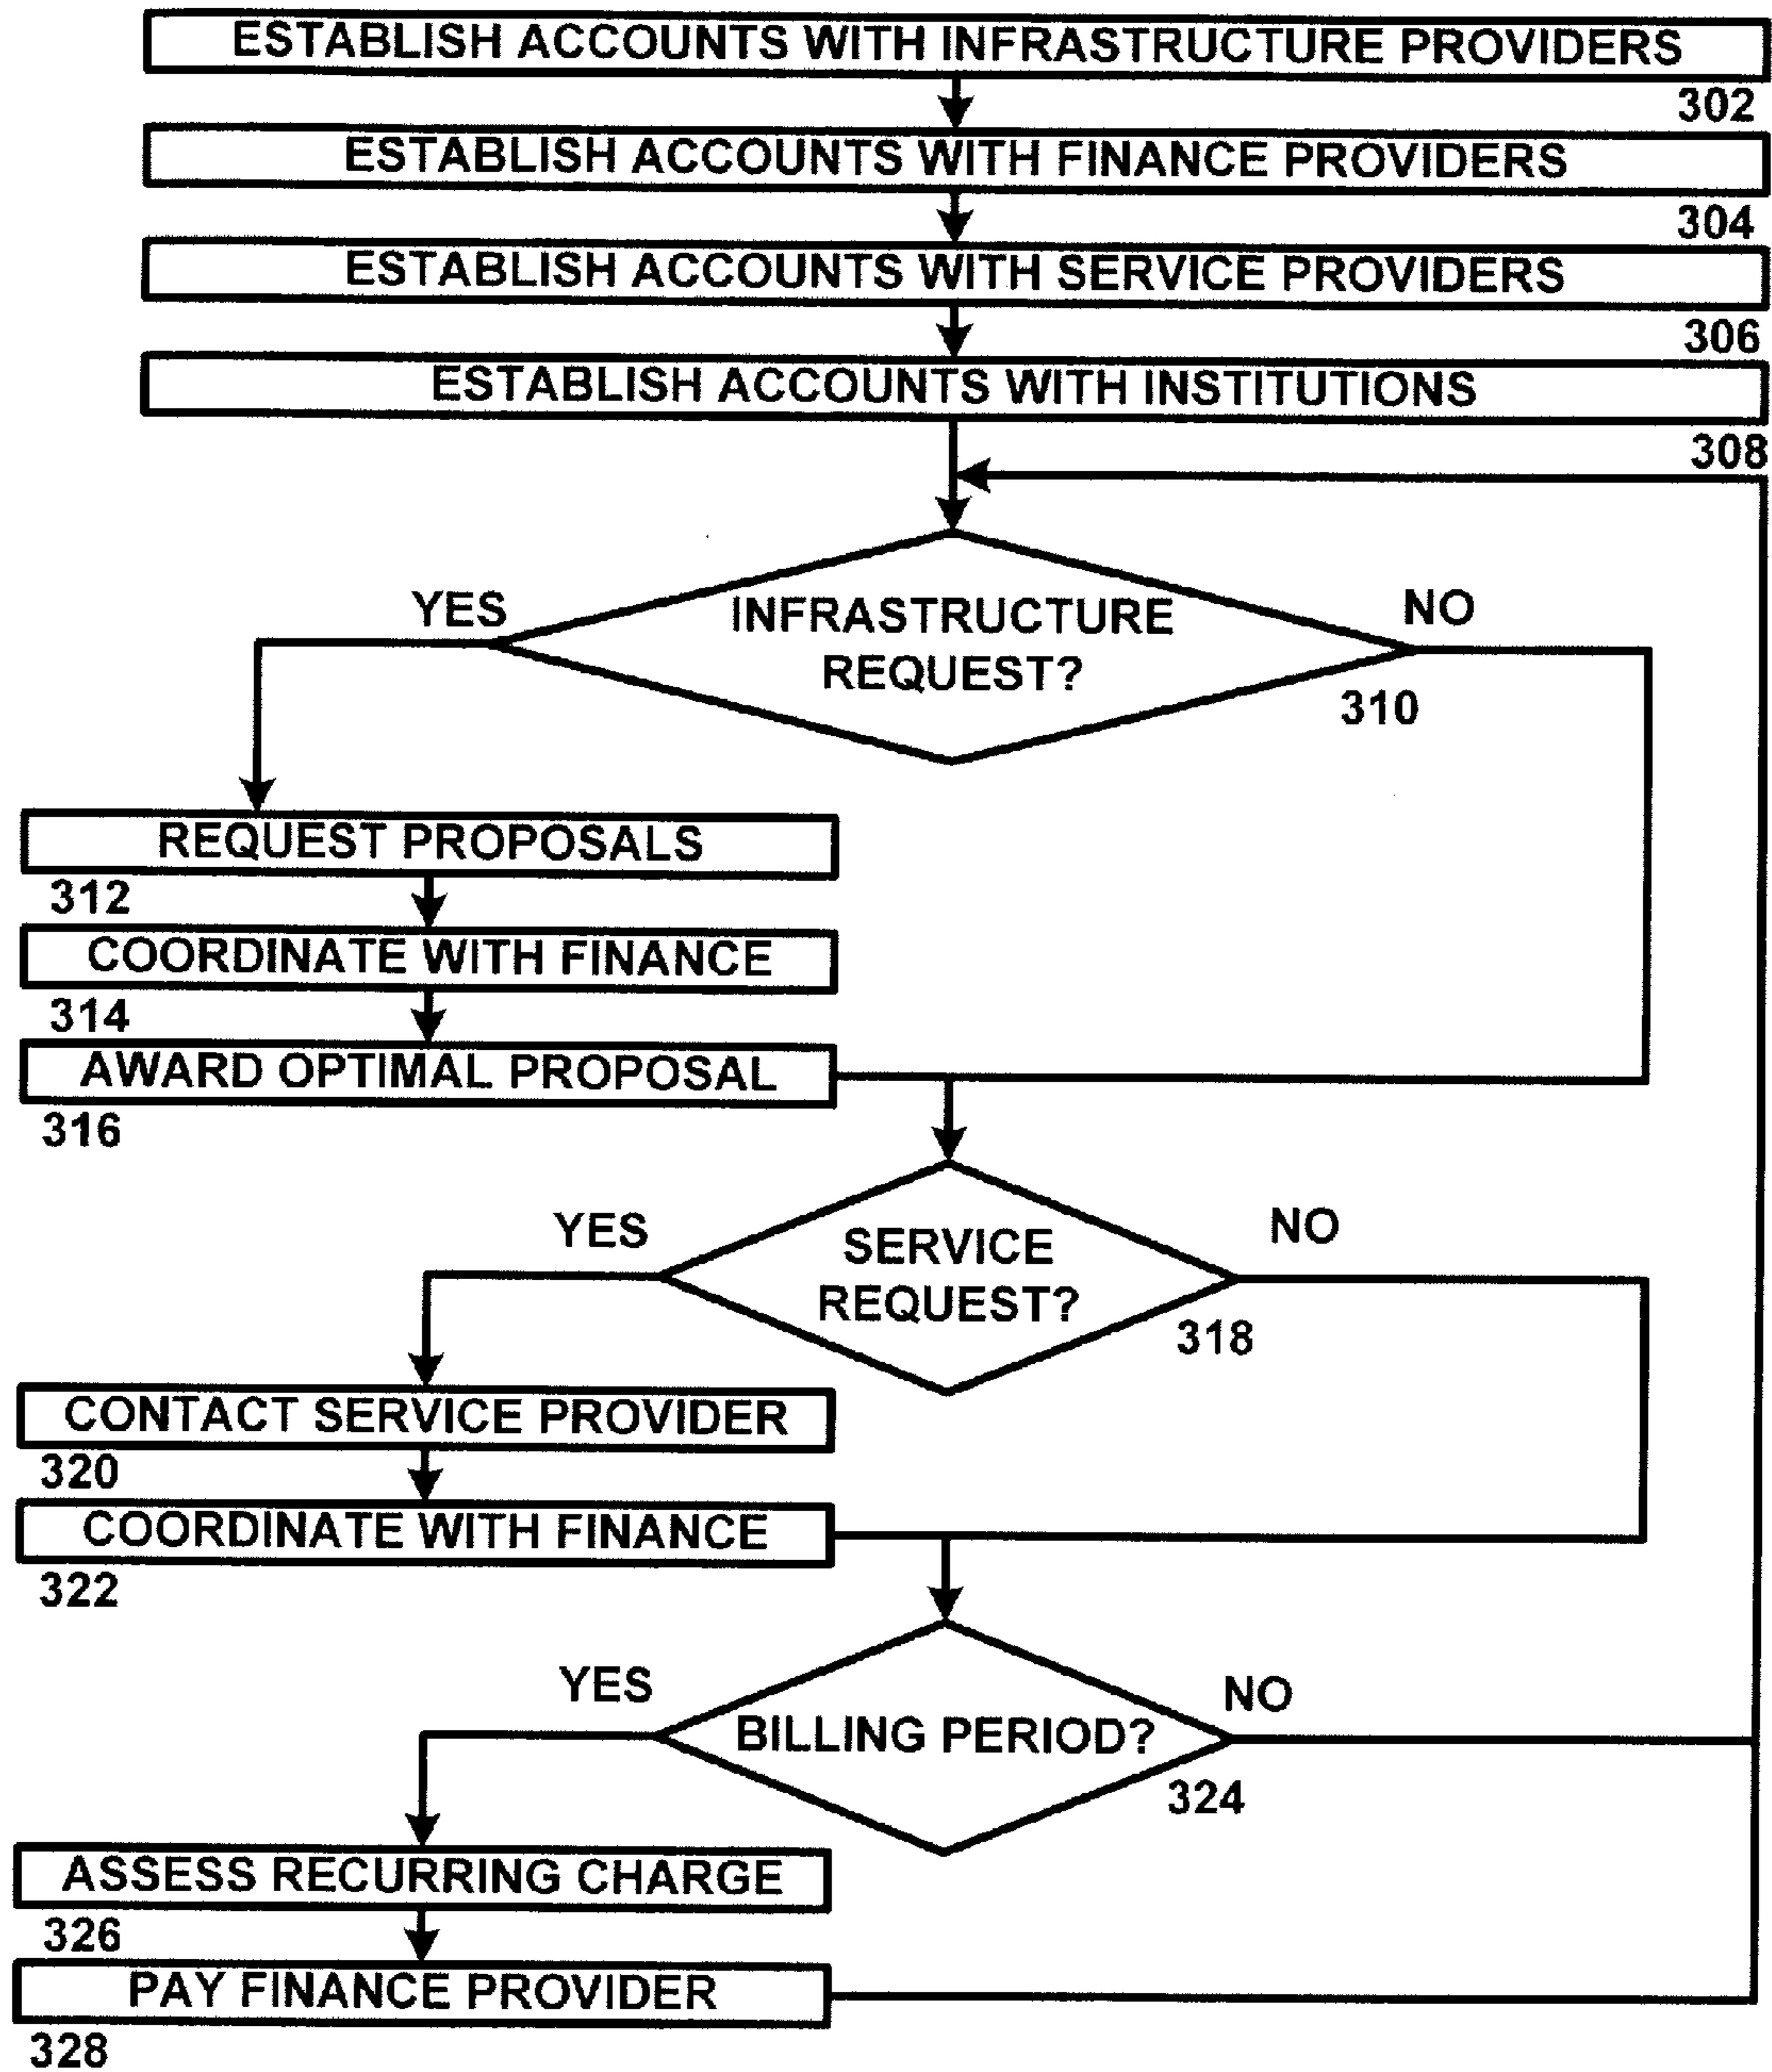 ESTABLISH ACCOUNTS WITH INFRASTRUCTURE PROVIDERS
302
ESTABLISH ACCOUNTS WITH FINANCE PROVIDERS
304
ESTABLISH ACCOUNTS WITH SERVICE PROVIDERS
306
ESTABLISH ACCOUNTS WITH INSTITUTIONS
308
YES
INFRASTRUCTURE
REQUEST?
NO
310
REQUEST PROPOSALS
312
COORDINATE WITH FINANCE
314
AWARD OPTIMAL PROPOSAL
316
YES
SERVICE
REQUEST?
NO
318
CONTACT SERVICE PROVIDER
320
COORDINATE WITH FINANCE
322
YES
BILLING PERIOD?
NO
324
ASSESS RECURRING CHARGE
326
PAY FINANCE PROVIDER
328